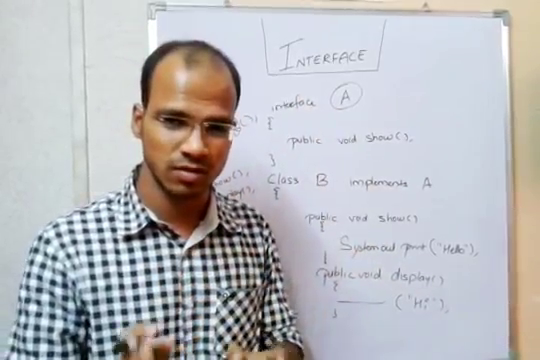 INTERFACE
interface A
{
public void show();
}
Class B implements A
{
public void show()
{
System.out.print("Hello");
}
public void display()
{
("Hi");
}